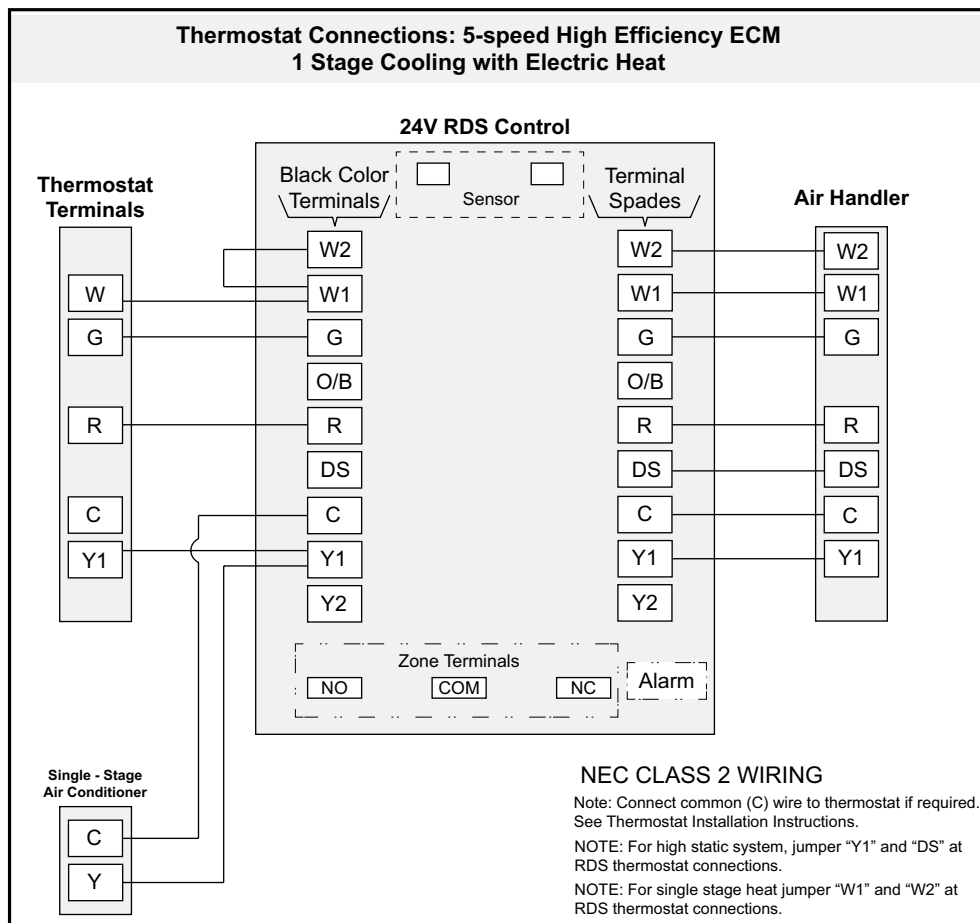 Thermostat Connections: 5-speed High Efficiency ECM
1 Stage Cooling with Electric Heat
24V RDS Control
Thermostat
Terminals
W
G
R
C
Y1
Black Color
Terminals
W2
W1
G
O/B
R
DS
C
Y1
Y2
Sensor
Terminal
Spades
W2
W1
G
O/B
R
DS
C
Y1
Y2
Air Handler
W2
W1
G
R
DS
C
Y1
Zone Terminals
NO
COM
NC
Alarm
Single - Stage
Air Conditioner
C
Y
NEC CLASS 2 WIRING
Note: Connect common (C) wire to thermostat if required.
See Thermostat Installation Instructions.
NOTE: For high static system, jumper “Y1” and “DS” at
RDS thermostat connections.
NOTE: For single stage heat jumper “W1” and “W2” at
RDS thermostat connections.